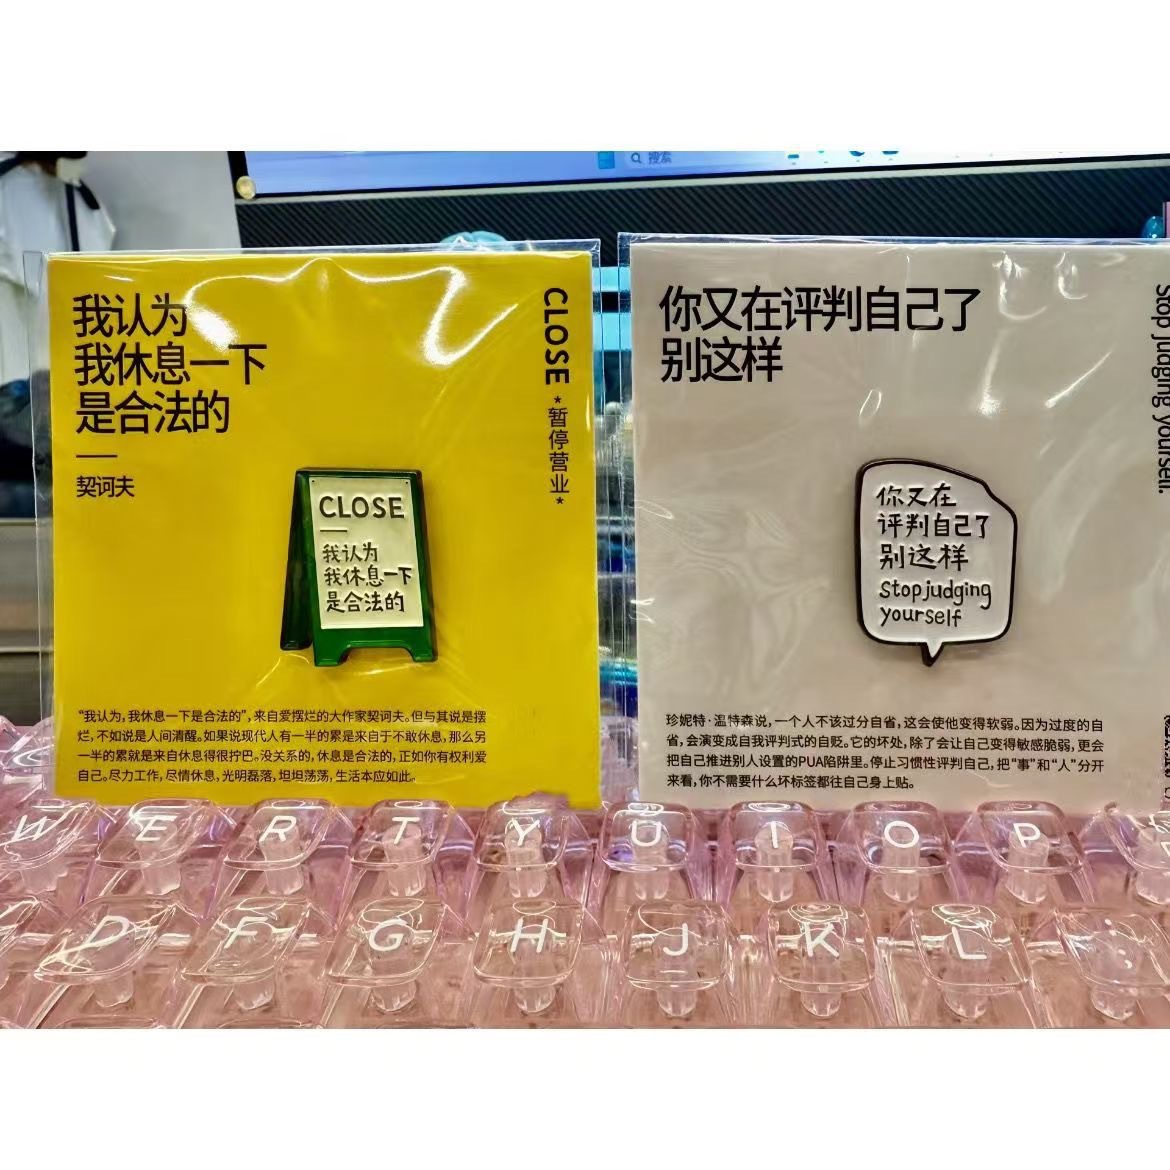 搜索
我认为
我休息一下
是合法的
契诃夫
CLOSE *暂停营业*
CLOSE
我认为
我休息一下
是合法的
“我认为,我休息一下是合法的”,来自爱摆烂的大作家契诃夫。但与其说是摆
烂,不如说是人间清醒。如果说现代人有一半的累是来自于不敢休息,那么另
一半的累就是来自休息得很拧巴。没关系的,休息是合法的,正如你有权利爱
自己。尽力工作,尽情休息,光明磊落,坦坦荡荡,生活本应如此。
你又在评判自己了
别这样
Stop judging yourself.
你又在
评判自己了
别这样
Stop judging
yourself
珍妮特·温特森说,一个人不该过分自省,这会使他变得软弱。因为过度的自
省,会演变成自我评判式的自贬。它的坏处,除了会让自己变得敏感脆弱,更会
把自己推进别人设置的PUA陷阱里。停止习惯性评判自己,把“事”和“人”分开
来看,你不需要什么坏标签都往自己身上贴。
W E R T Y U I O P
D F G H J K L ;